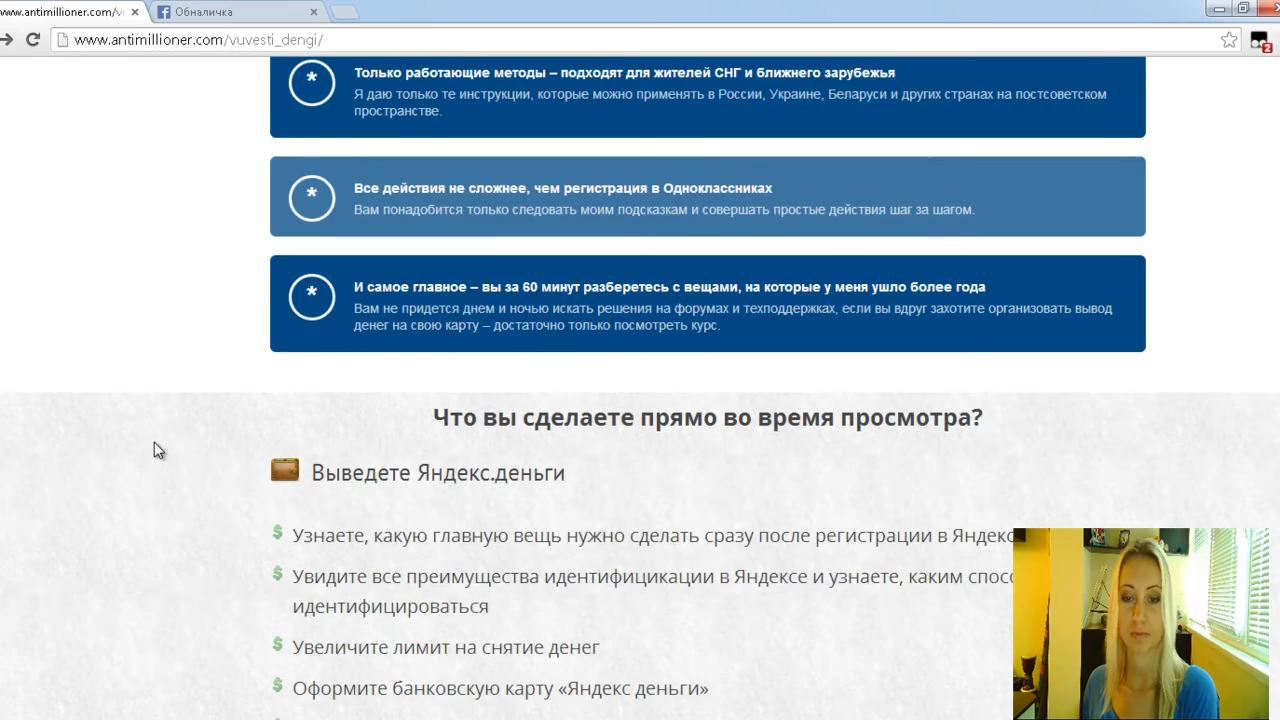 www.antimillioner.com/v
Обналичка
www.antimillioner.com/vuvesti_dengi/
2
* Только работающие методы – подходят для жителей СНГ и ближнего зарубежья
Я даю только те инструкции, которые можно применять в России, Украине, Беларуси и других странах на постсоветском
пространстве.
* Все действия не сложнее, чем регистрация в Одноклассниках
Вам понадобится только следовать моим подсказкам и совершать простые действия шаг за шагом.
* И самое главное – вы за 60 минут разберетесь с вещами, на которые у меня ушло более года
Вам не придется днем и ночью искать решения на форумах и техподдержках, если вы вдруг захотите организовать вывод
денег на свою карту – достаточно только посмотреть курс.
Что вы сделаете прямо во время просмотра?
Выведете Яндекс.деньги
$ Узнаете, какую главную вещь нужно сделать сразу после регистрации в Яндекс
$ Увидите все преимущества идентифицикации в Яндексе и узнаете, каким спосо
идентифицироваться
$ Увеличите лимит на снятие денег
$ Оформите банковскую карту «Яндекс деньги»